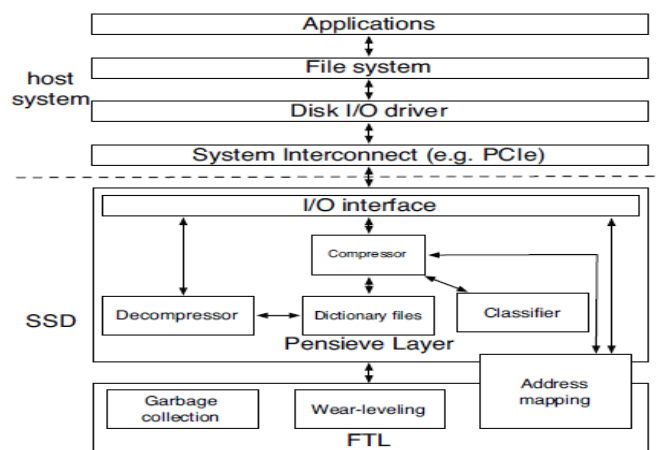 Applications
File system
host
system
Disk I/O driver
System Interconnect (e.g. PCIe)
I/O interface
Compressor
SSD
Decompressor
Dictionary files
Classifier
Pensieve Layer
Address
mapping
Garbage
collection
Wear-leveling
FTL